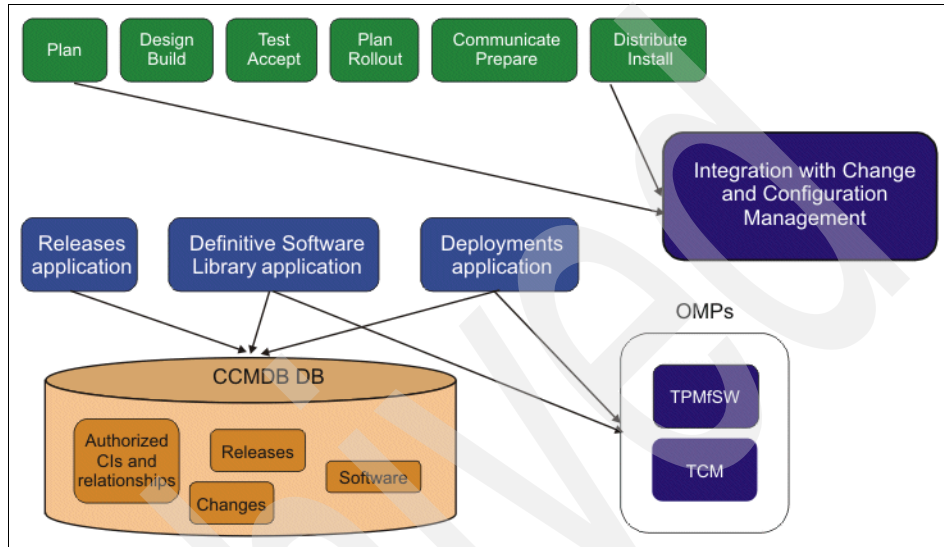 Plan
Design
Build
Test
Accept
Plan
Rollout
Communicate
Prepare
Distribute
Install
Integration with Change
and Configuration
Management
Releases
application
Definitive Software
Library application
Deployments
application
OMPs
CCMDB DB
TPMfSW
Authorized
CIs and
relationships
Releases
Software
Changes
TCM